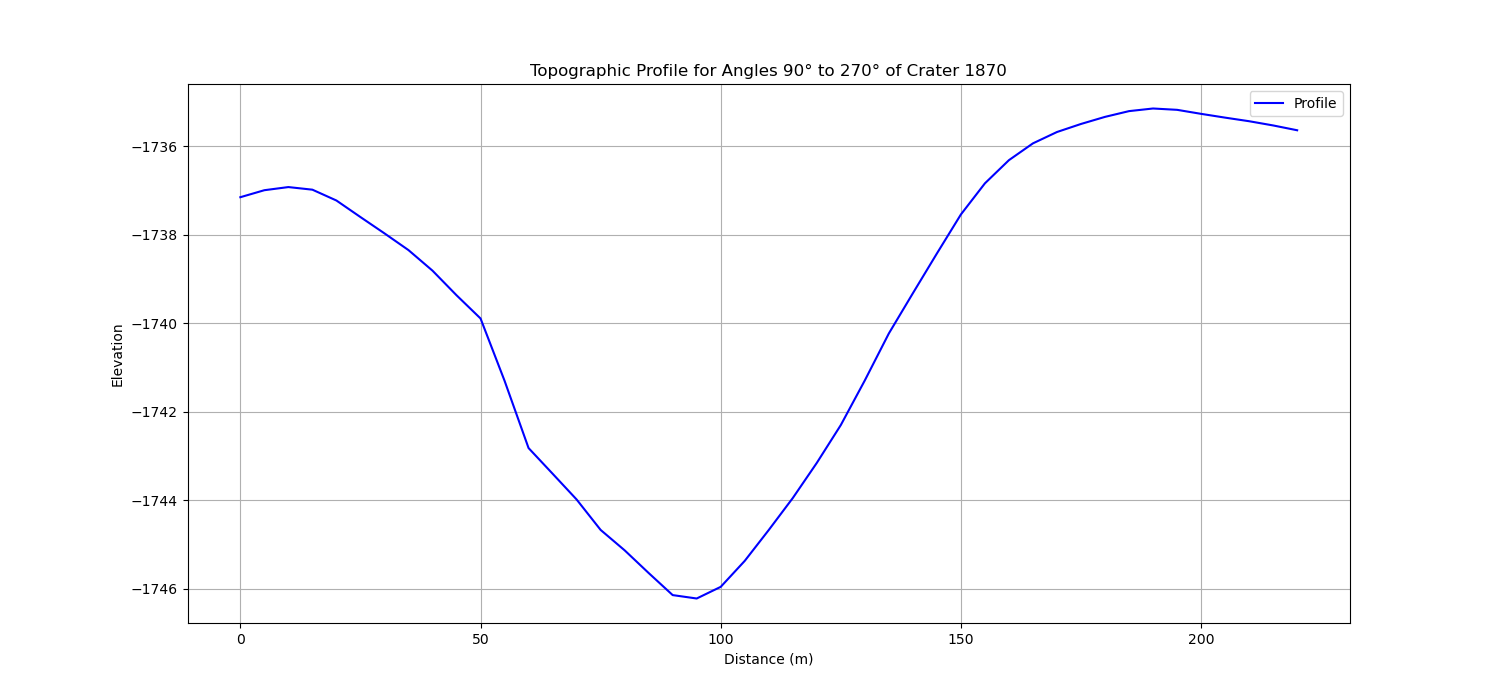 Topographic Profile for Angles 90° to 270° of Crater 1870
Profile
Elevation
−1736
−1738
−1740
−1742
−1744
−1746
0 50 100 150 200
Distance (m)